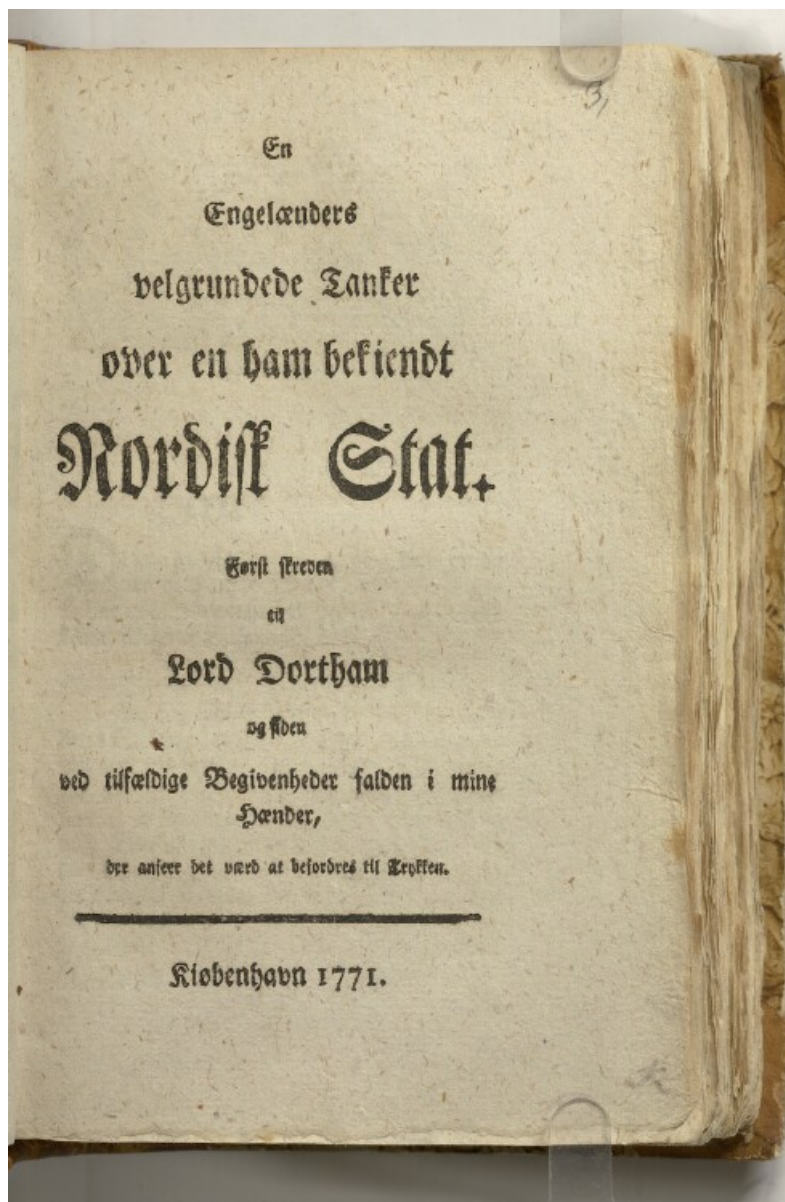 3,
En
Engelænders
velgrundede Tanker
over en ham bekiendt
Nordisk Stat.
Først skreven
til
Lord Dortham
og siden
ved tilfældige Begivenheder falden i mine
Hænder,
der anseer det værd at befordres til Trykken.
Kiøbenhavn 1771.